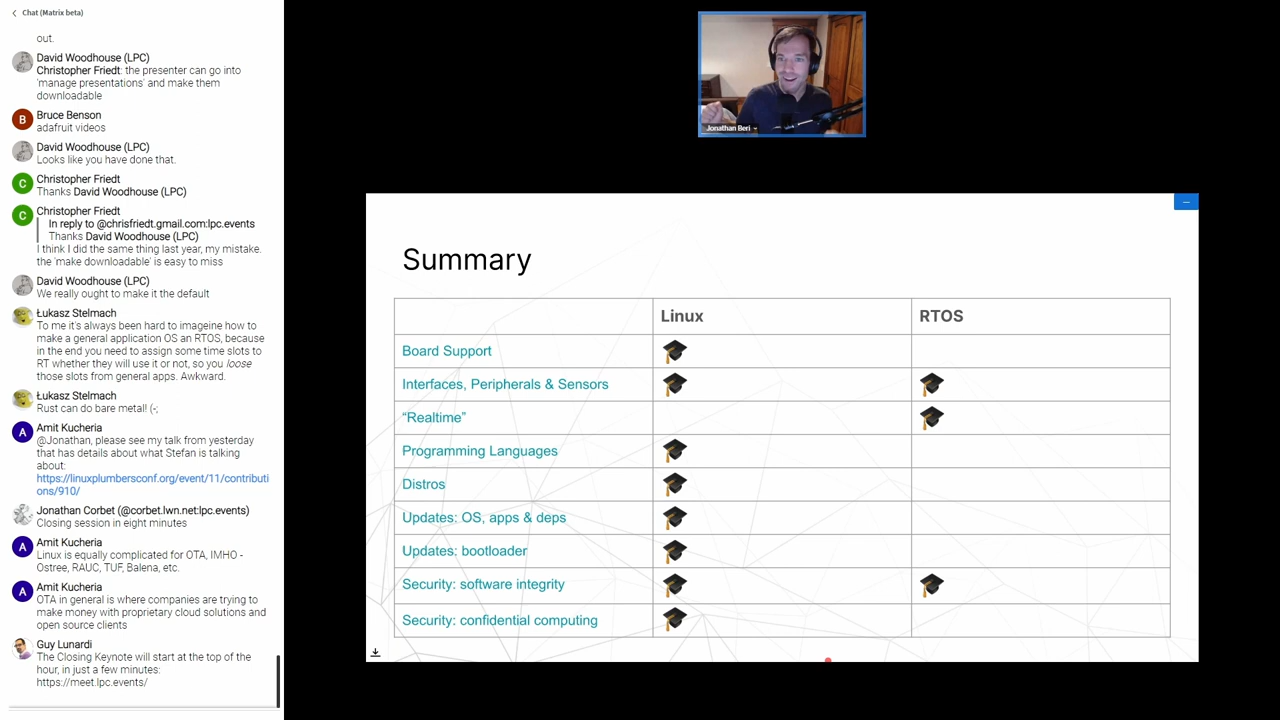 Chat (Matrix beta)
out.
David Woodhouse (LPC)
Christopher Friedt: the presenter can go into
'manage presentations' and make them
downloadable
B
Bruce Benson
adafruit videos
David Woodhouse (LPC)
Looks like you have done that.
C
Christopher Friedt
Thanks David Woodhouse (LPC)
C
Christopher Friedt
In reply to @chrisfriedt.gmail.com:lpc.events
Thanks David Woodhouse (LPC)
I think I did the same thing last year, my mistake.
the 'make downloadable' is easy to miss
David Woodhouse (LPC)
We really ought to make it the default
Łukasz Stelmach
To me it's always been hard to imageine how to
make a general application OS an RTOS, because
in the end you need to assign some time slots to
RT whether they will use it or not, so you loose
those slots from general apps. Awkward.
Łukasz Stelmach
Rust can do bare metal! (-;
A
Amit Kucheria
@Jonathan, please see my talk from yesterday
that has details about what Stefan is talking
about:
https://linuxplumbersconf.org/event/11/contributi
ons/910/
Jonathan Corbet (@corbet.lwn.net:lpc.events)
Closing session in eight minutes
A
Amit Kucheria
Linux is equally complicated for OTA, IMHO -
Ostree, RAUC, TUF, Balena, etc.
A
Amit Kucheria
OTA in general is where companies are trying to
make money with proprietary cloud solutions and
open source clients
Guy Lunardi
The Closing Keynote will start at the top of the
hour, in just a few minutes:
https://meet.lpc.events/
Jonathan Beri
Summary
Linux RTOS
Board Support
Interfaces, Peripherals & Sensors
“Realtime”
Programming Languages
Distros
Updates: OS, apps & deps
Updates: bootloader
Security: software integrity
Security: confidential computing